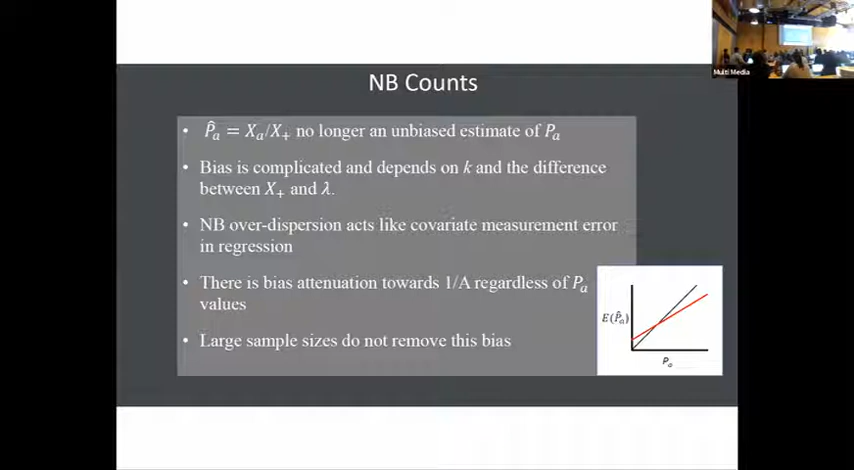 Multi Media
NB Counts
• P̂ₐ = Xₐ/X₊ no longer an unbiased estimate of Pₐ
• Bias is complicated and depends on k and the difference
between X₊ and λ.
• NB over-dispersion acts like covariate measurement error
in regression
• There is bias attenuation towards 1/A regardless of Pₐ
values
• Large sample sizes do not remove this bias
E(P̂ₐ)
Pₐ